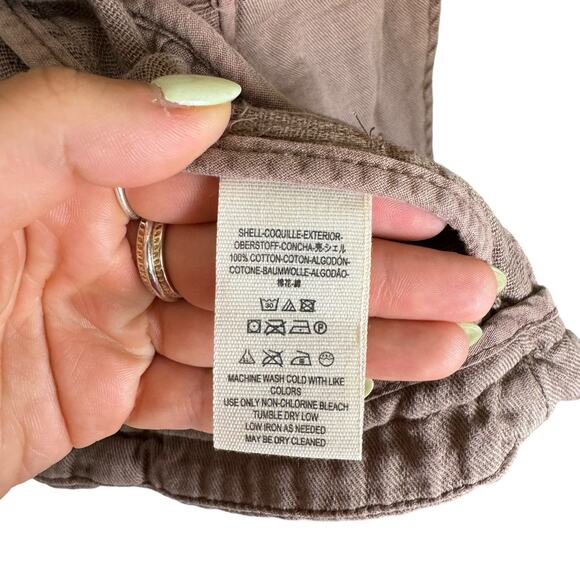 SHELL-COQUILLE-EXTERIOR-
OBERSTOFF-CONCHA-売-シェル
100% COTTON-COTON-ALGODÓN-
COTONE-BAUMWOLLE-ALGODÃO-
棉花-綿
30
P
MACHINE WASH COLD WITH LIKE
COLORS
USE ONLY NON-CHLORINE BLEACH
TUMBLE DRY LOW
LOW IRON AS NEEDED
MAY BE DRY CLEANED